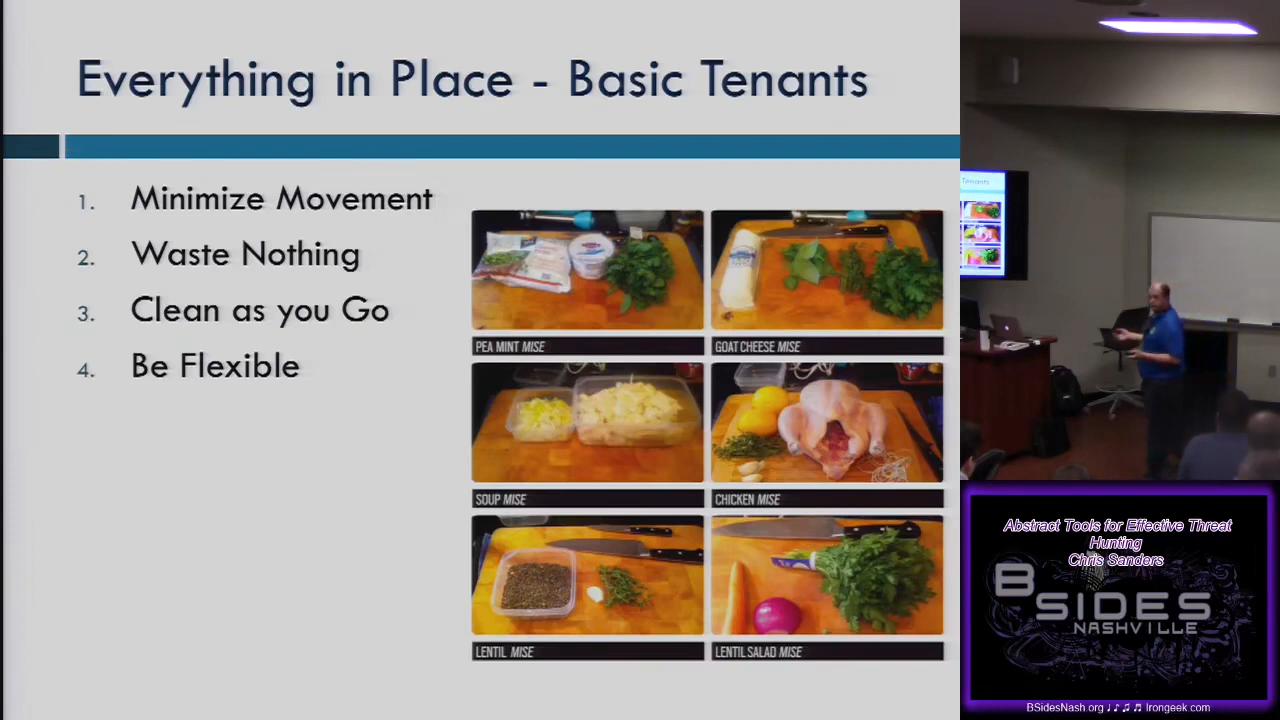 Everything in Place - Basic Tenants
1. Minimize Movement
2. Waste Nothing
3. Clean as you Go
4. Be Flexible
PEA MINT MISE
GOAT CHEESE MISE
SOUP MISE
CHICKEN MISE
LENTIL MISE
LENTIL SALAD MISE
Tenants
Abstract Tools for Effective Threat
Hunting
Chris Sanders
BSIDES
NASHVILLE
BSidesNash.org ♩♪♫♬ Irongeek.com